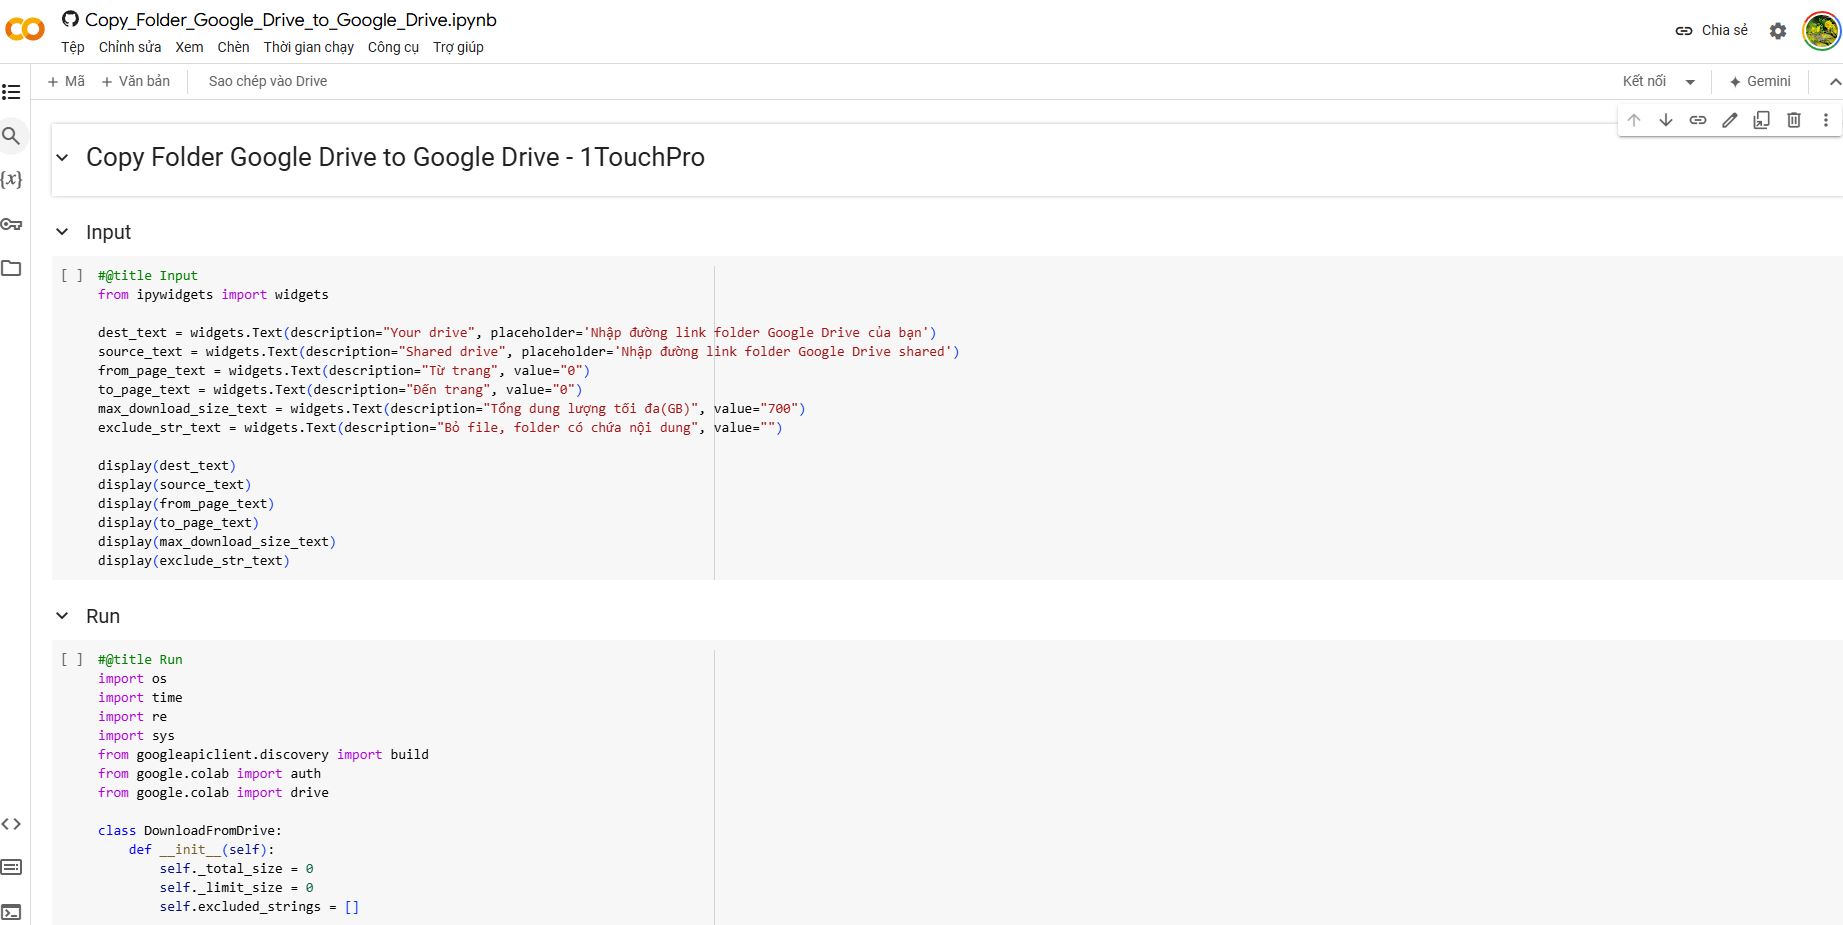 Copy_Folder_Google_Drive_to_Google_Drive.ipynb
Tệp Chỉnh sửa Xem Chèn Thời gian chạy Công cụ Trợ giúp
Chia sẻ
+ Mã + Văn bản Sao chép vào Drive
Kết nối Gemini
Copy Folder Google Drive to Google Drive - 1TouchPro
Input
[ ] #@title Input
from ipywidgets import widgets
dest_text = widgets.Text(description="Your drive", placeholder='Nhập đường link folder Google Drive của bạn')
source_text = widgets.Text(description="Shared drive", placeholder='Nhập đường link folder Google Drive shared')
from_page_text = widgets.Text(description="Từ trang", value="0")
to_page_text = widgets.Text(description="Đến trang", value="0")
max_download_size_text = widgets.Text(description="Tổng dung lượng tối đa(GB)", value="700")
exclude_str_text = widgets.Text(description="Bỏ file, folder có chứa nội dung", value="")
display(dest_text)
display(source_text)
display(from_page_text)
display(to_page_text)
display(max_download_size_text)
display(exclude_str_text)
Run
[ ] #@title Run
import os
import time
import re
import sys
from googleapiclient.discovery import build
from google.colab import auth
from google.colab import drive
class DownloadFromDrive:
def __init__(self):
self._total_size = 0
self._limit_size = 0
self.excluded_strings = []